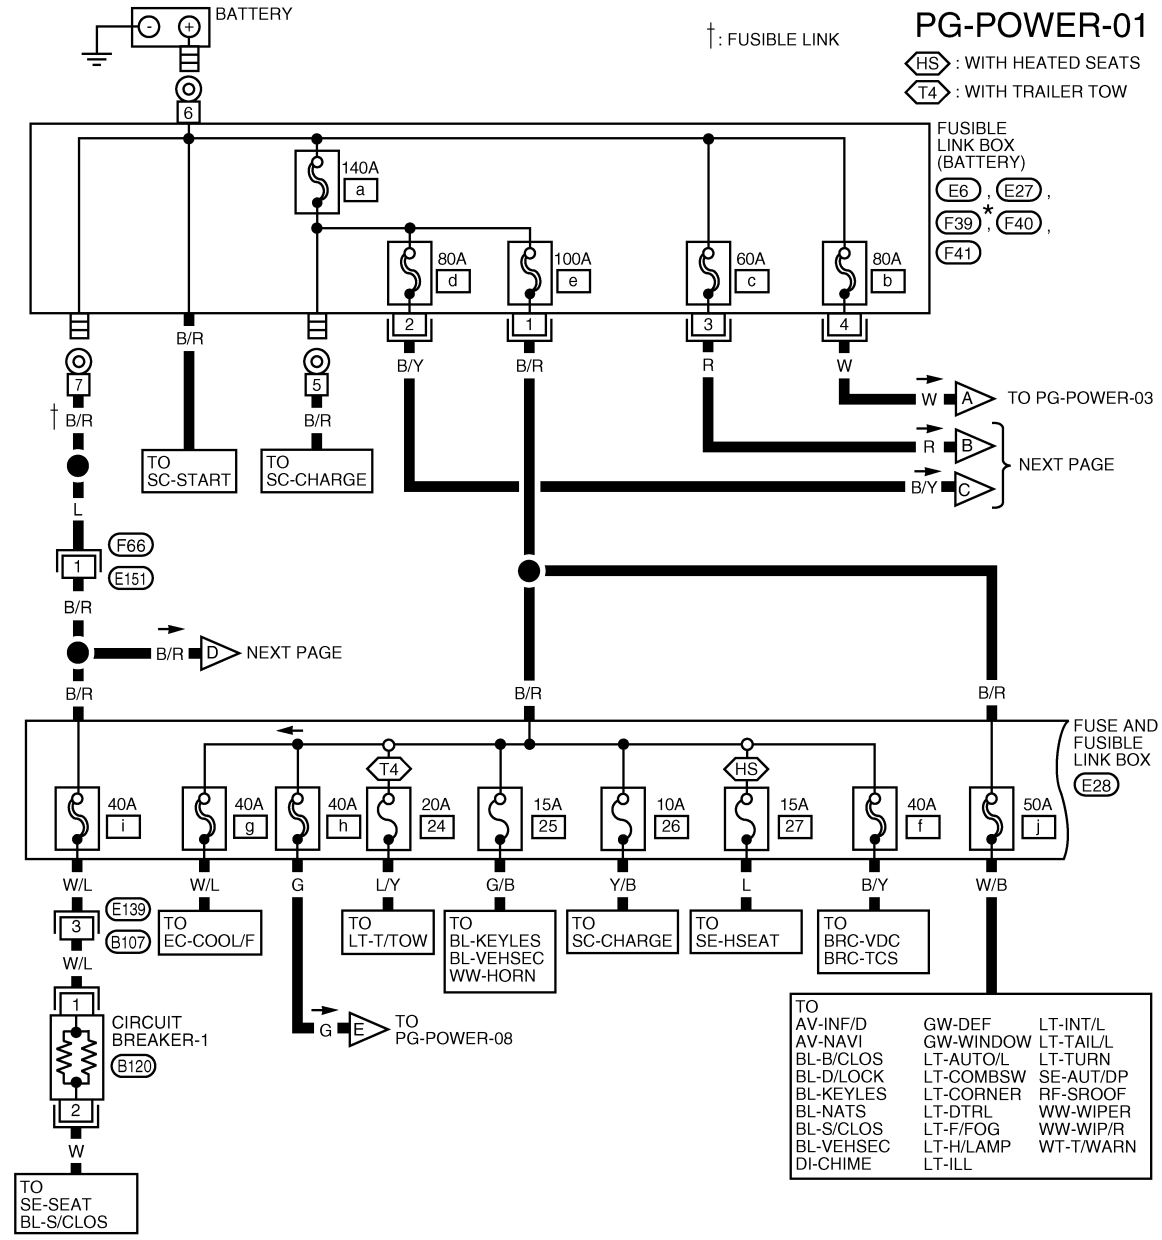 BATTERY
PG-POWER-01
- +
† : FUSIBLE LINK
HS : WITH HEATED SEATS
T4 : WITH TRAILER TOW
6
FUSIBLE
LINK BOX
(BATTERY)
E6 , E27 ,
F39 * , F40 ,
F41
140A
a
80A
d
100A
e
60A
c
80A
b
2 1 3 4
B/R
B/Y B/R R W
7
5
† B/R
B/R
TO
SC-START
TO
SC-CHARGE
W A TO PG-POWER-03
R B
NEXT PAGE
B/Y C
L
F66
1
E151
B/R
B/R D NEXT PAGE
B/R B/R B/R
FUSE AND
FUSIBLE
LINK BOX
E28
T4 HS
40A
i
40A
g
40A
h
20A
24
15A
25
10A
26
15A
27
40A
f
50A
j
W/L W/L G L/Y G/B Y/B L B/Y W/B
E139
3
B107
W/L
TO
EC-COOL/F
TO
LT-T/TOW
TO
BL-KEYLES
BL-VEHSEC
WW-HORN
TO
SC-CHARGE
TO
SE-HSEAT
TO
BRC-VDC
BRC-TCS
1
CIRCUIT
BREAKER-1
B120
2
W
TO
SE-SEAT
BL-S/CLOS
G E TO
PG-POWER-08
TO
AV-INF/D GW-DEF LT-INT/L
AV-NAVI GW-WINDOW LT-TAIL/L
BL-B/CLOS LT-AUTO/L LT-TURN
BL-D/LOCK LT-COMBSW SE-AUT/DP
BL-KEYLES LT-CORNER RF-SROOF
BL-NATS LT-DTRL WW-WIPER
BL-S/CLOS LT-F/FOG WW-WIP/R
BL-VEHSEC LT-H/LAMP WT-T/WARN
DI-CHIME LT-ILL